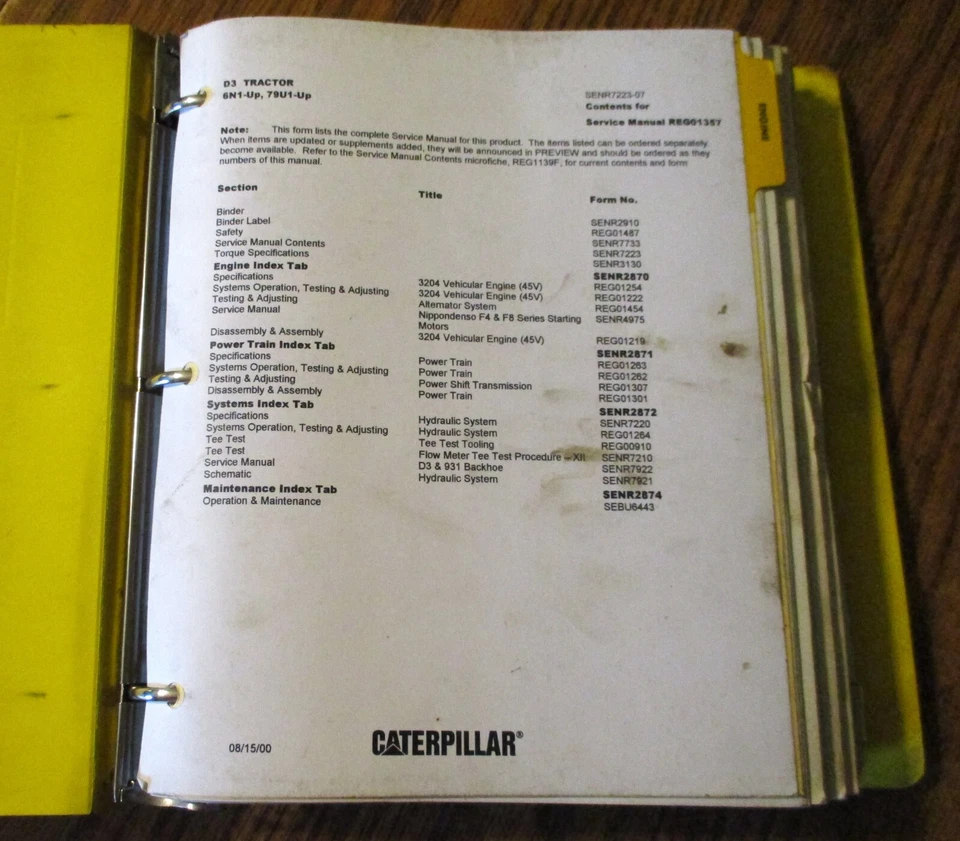 D3 TRACTOR
6N1-Up, 79U1-Up
SENR7223-07
Contents for
Service Manual REG01357
Note: This form lists the complete Service Manual for this product. The items listed can be ordered separately.
When items are updated or supplements added, they will be announced in PREVIEW and should be ordered as they
become available. Refer to the Service Manual Contents microfiche, REG1139F, for current contents and form
numbers of this manual.
Section Title Form No.
Binder SENR2910
Binder Label REG01487
Safety SENR7733
Service Manual Contents SENR7223
Torque Specifications SENR3130
Engine Index Tab SENR2870
Specifications 3204 Vehicular Engine (45V) REG01254
Systems Operation, Testing & Adjusting 3204 Vehicular Engine (45V) REG01222
Testing & Adjusting Alternator System REG01454
Service Manual Nippondenso F4 & F8 Series Starting SENR4975
Motors
Disassembly & Assembly 3204 Vehicular Engine (45V) REG01219
Power Train Index Tab SENR2871
Specifications Power Train REG01263
Systems Operation, Testing & Adjusting Power Train REG01262
Testing & Adjusting Power Shift Transmission REG01307
Disassembly & Assembly Power Train REG01301
Systems Index Tab SENR2872
Specifications Hydraulic System SENR7220
Systems Operation, Testing & Adjusting Hydraulic System REG01264
Tee Test Tee Test Tooling REG00910
Tee Test Flow Meter Tee Test Procedure – XII SENR7210
Service Manual D3 & 931 Backhoe SENR7922
Schematic Hydraulic System SENR7921
Maintenance Index Tab SENR2874
Operation & Maintenance SEBU6443
08/15/00
CATERPILLAR®
ENGINE